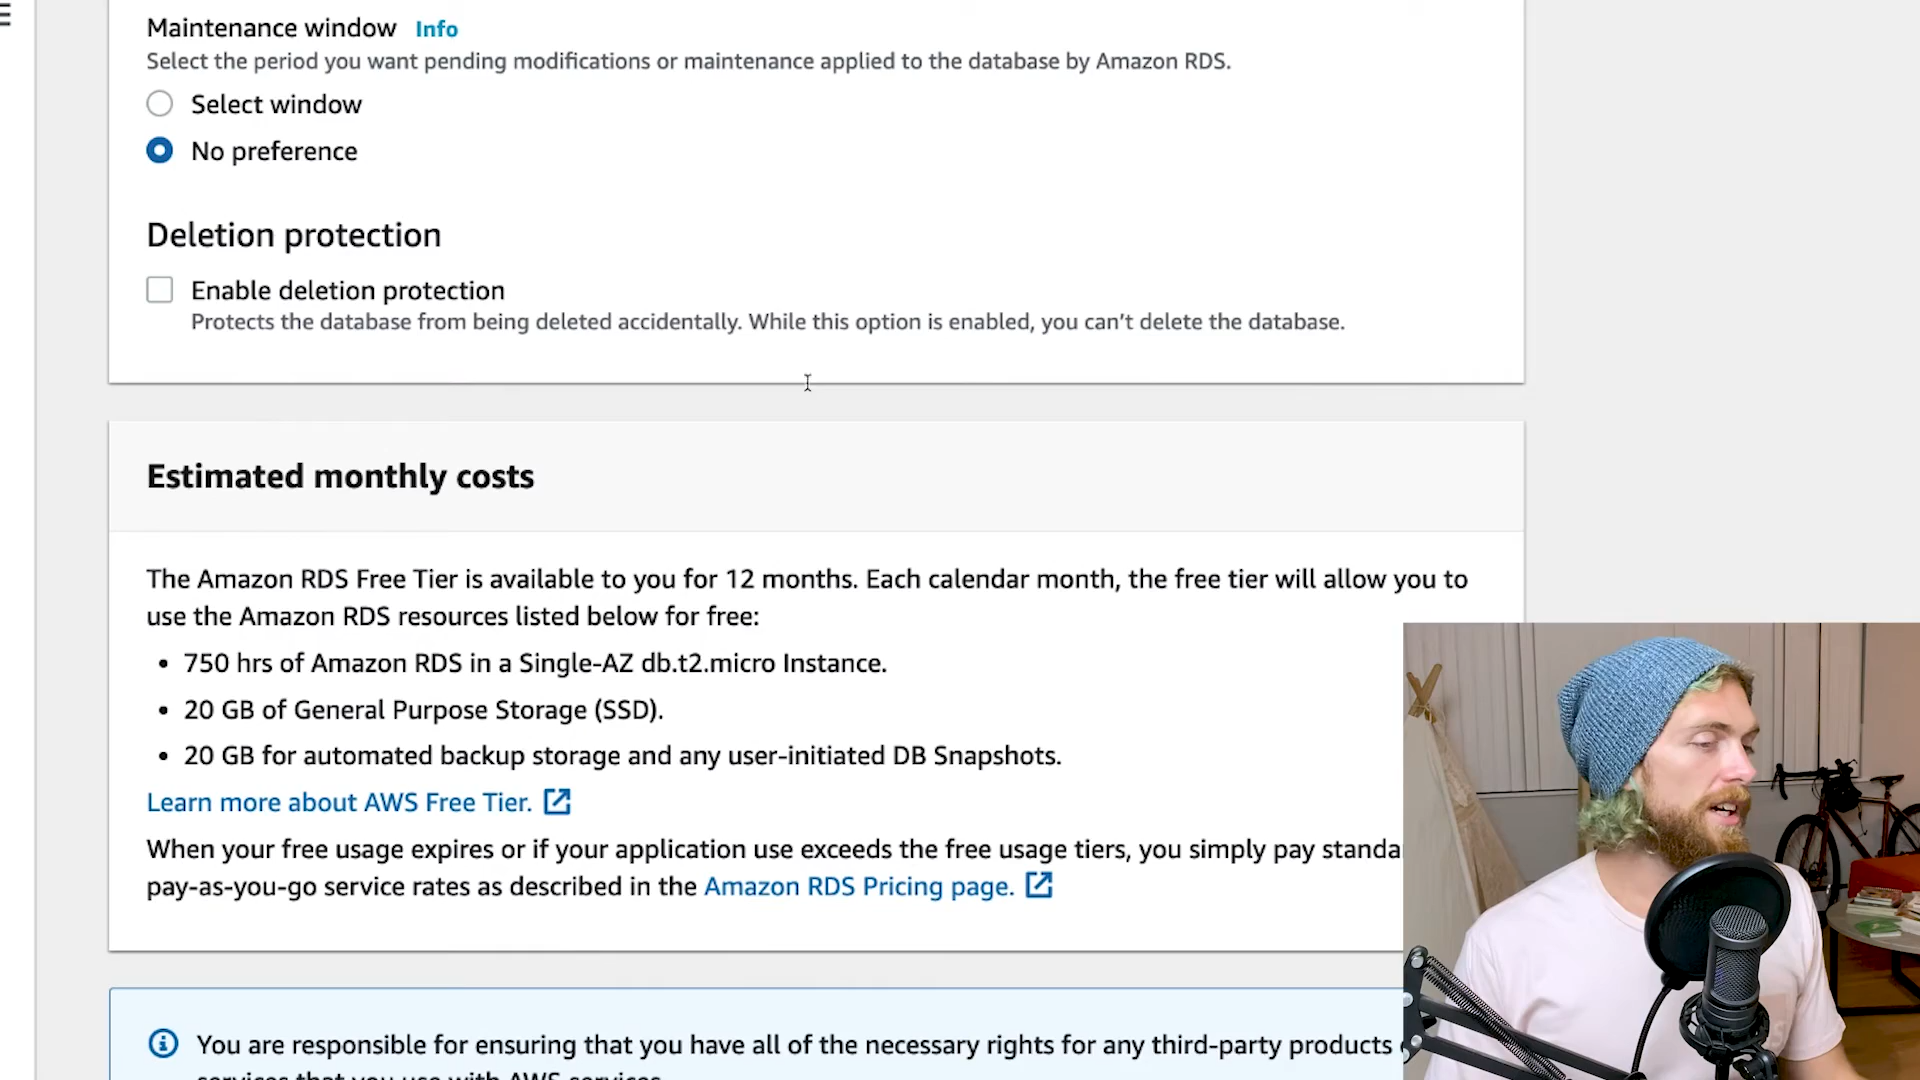 Maintenance window Info
Select the period you want pending modifications or maintenance applied to the database by Amazon RDS.
Select window
No preference
Deletion protection
Enable deletion protection
Protects the database from being deleted accidentally. While this option is enabled, you can't delete the database.
Estimated monthly costs
The Amazon RDS Free Tier is available to you for 12 months. Each calendar month, the free tier will allow you to
use the Amazon RDS resources listed below for free:
• 750 hrs of Amazon RDS in a Single-AZ db.t2.micro Instance.
• 20 GB of General Purpose Storage (SSD).
• 20 GB for automated backup storage and any user-initiated DB Snapshots.
Learn more about AWS Free Tier.
When your free usage expires or if your application use exceeds the free usage tiers, you simply pay standa
pay-as-you-go service rates as described in the Amazon RDS Pricing page.
You are responsible for ensuring that you have all of the necessary rights for any third-party products
services that you use with AWS services.